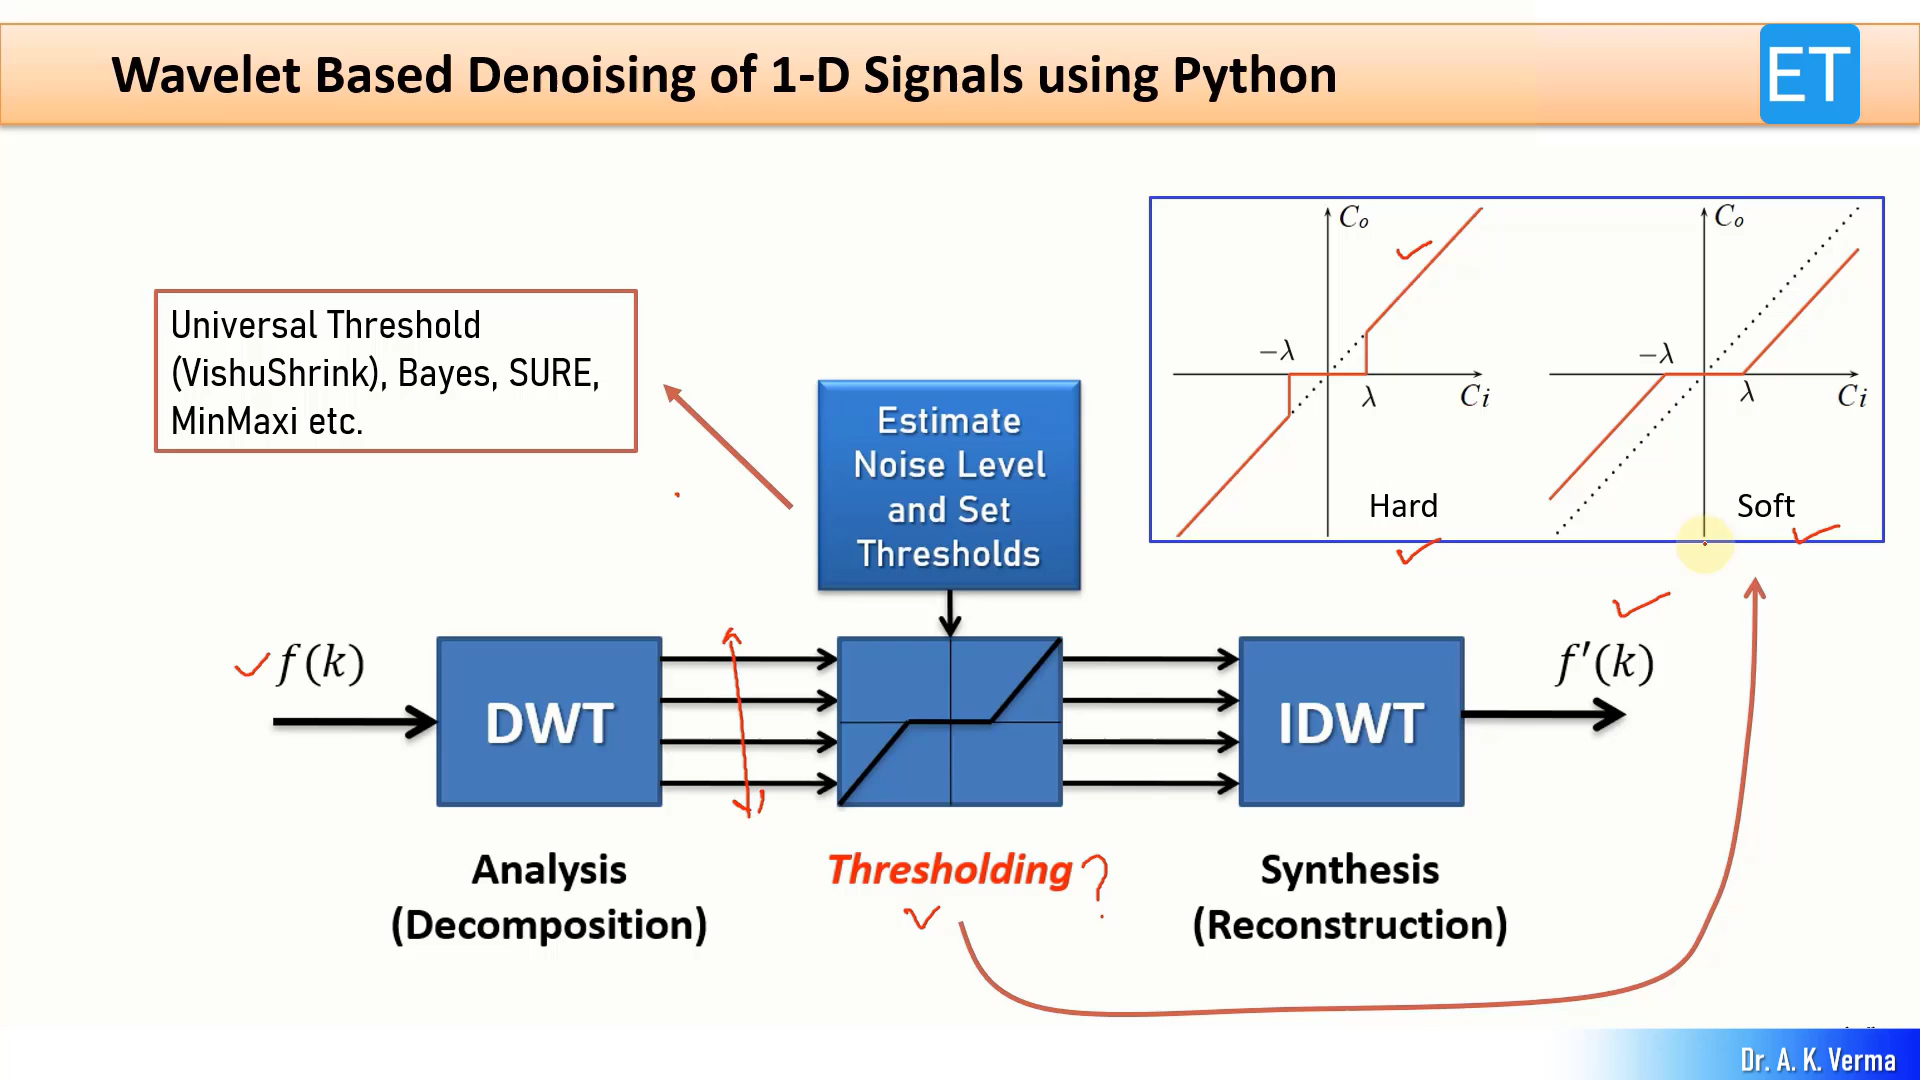 Wavelet Based Denoising of 1-D Signals using Python
ET
Universal Threshold
(VishuShrink), Bayes, SURE,
MinMaxi etc.
Estimate
Noise Level
and Set
Thresholds
Co
−λ
λ
Ci
Hard
Co
−λ
λ
Ci
Soft
f(k)
DWT
IDWT
f′(k)
Analysis
(Decomposition)
Thresholding ?
Synthesis
(Reconstruction)
Dr. A. K. Verma